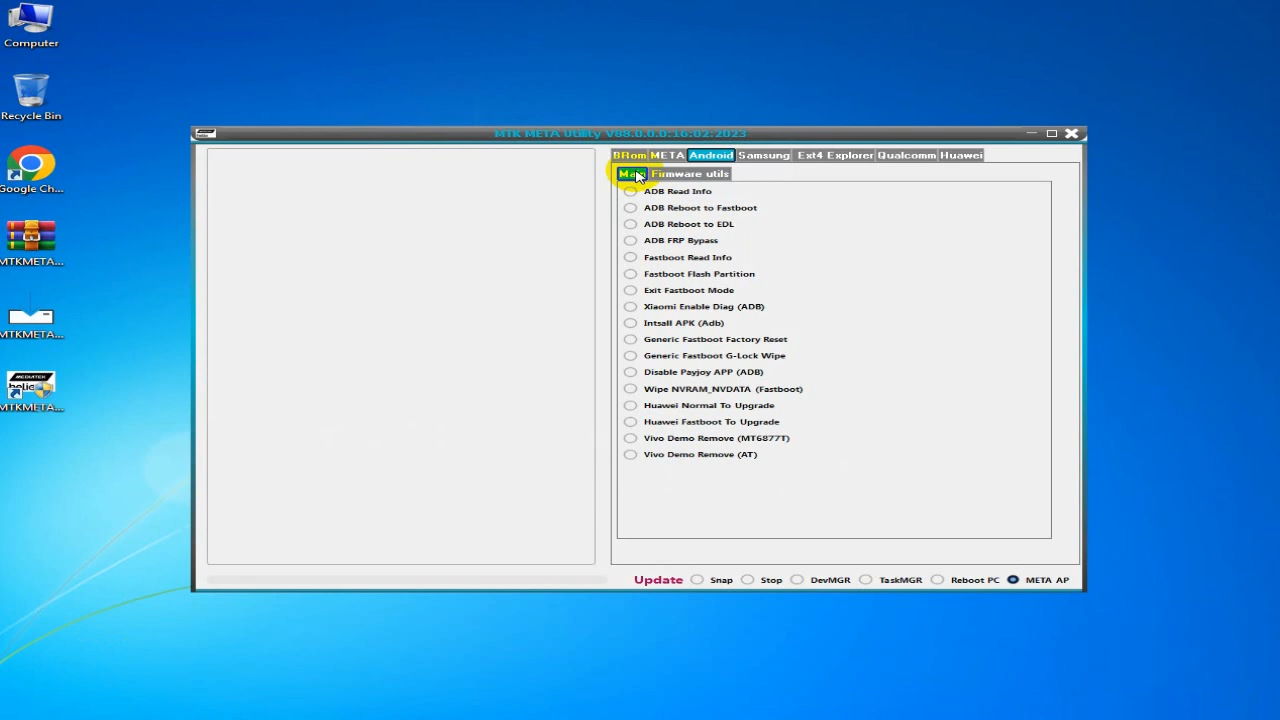 Computer
Recycle Bin
Google Ch...
MTKMETA...
MTKMETA...
MTKMETA...
MTK META Utility V88.0.0.0:16:02:2023
BRom META Android Samsung Ext4 Explorer Qualcomm Huawei
Main Firmware utils
ADB Read Info
ADB Reboot to Fastboot
ADB Reboot to EDL
ADB FRP Bypass
Fastboot Read Info
Fastboot Flash Partition
Exit Fastboot Mode
Xiaomi Enable Diag (ADB)
Intsall APK (Adb)
Generic Fastboot Factory Reset
Generic Fastboot G-Lock Wipe
Disable Payjoy APP (ADB)
Wipe NVRAM_NVDATA (Fastboot)
Huawei Normal To Upgrade
Huawei Fastboot To Upgrade
Vivo Demo Remove (MT6877T)
Vivo Demo Remove (AT)
Update Snap Stop DevMGR TaskMGR Reboot PC META AP